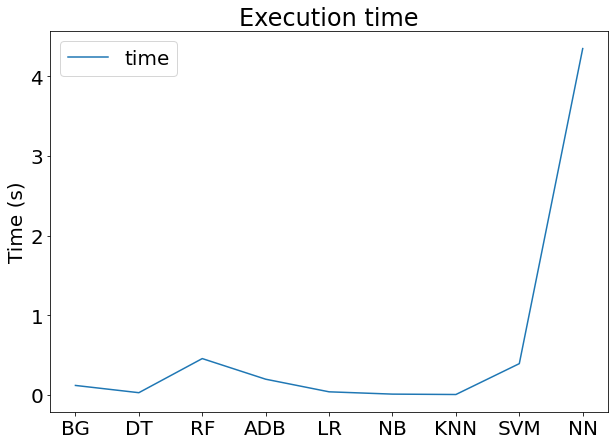 Execution time
time
Time (s)
4
3
2
1
0
BG DT RF ADB LR NB KNN SVM NN